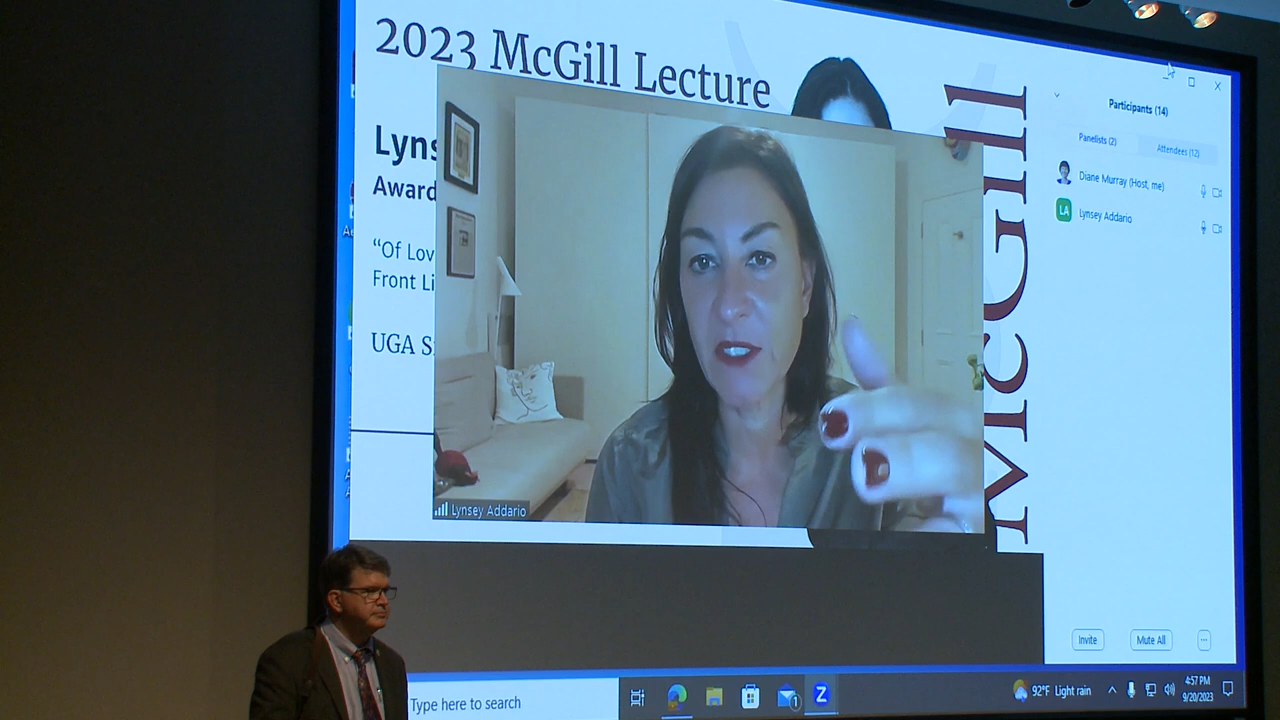 2023 McGill Lecture
Lyns
Award
“Of Lov
Front Li
UGA S
Lynsey Addario
McGill
Participants (14)
Panelists (2)
Attendees (12)
Diane Murray (Host, me)
LA
Lynsey Addario
Invite
Mute All
Type here to search
1
92°F Light rain
4:57 PM
9/20/2023